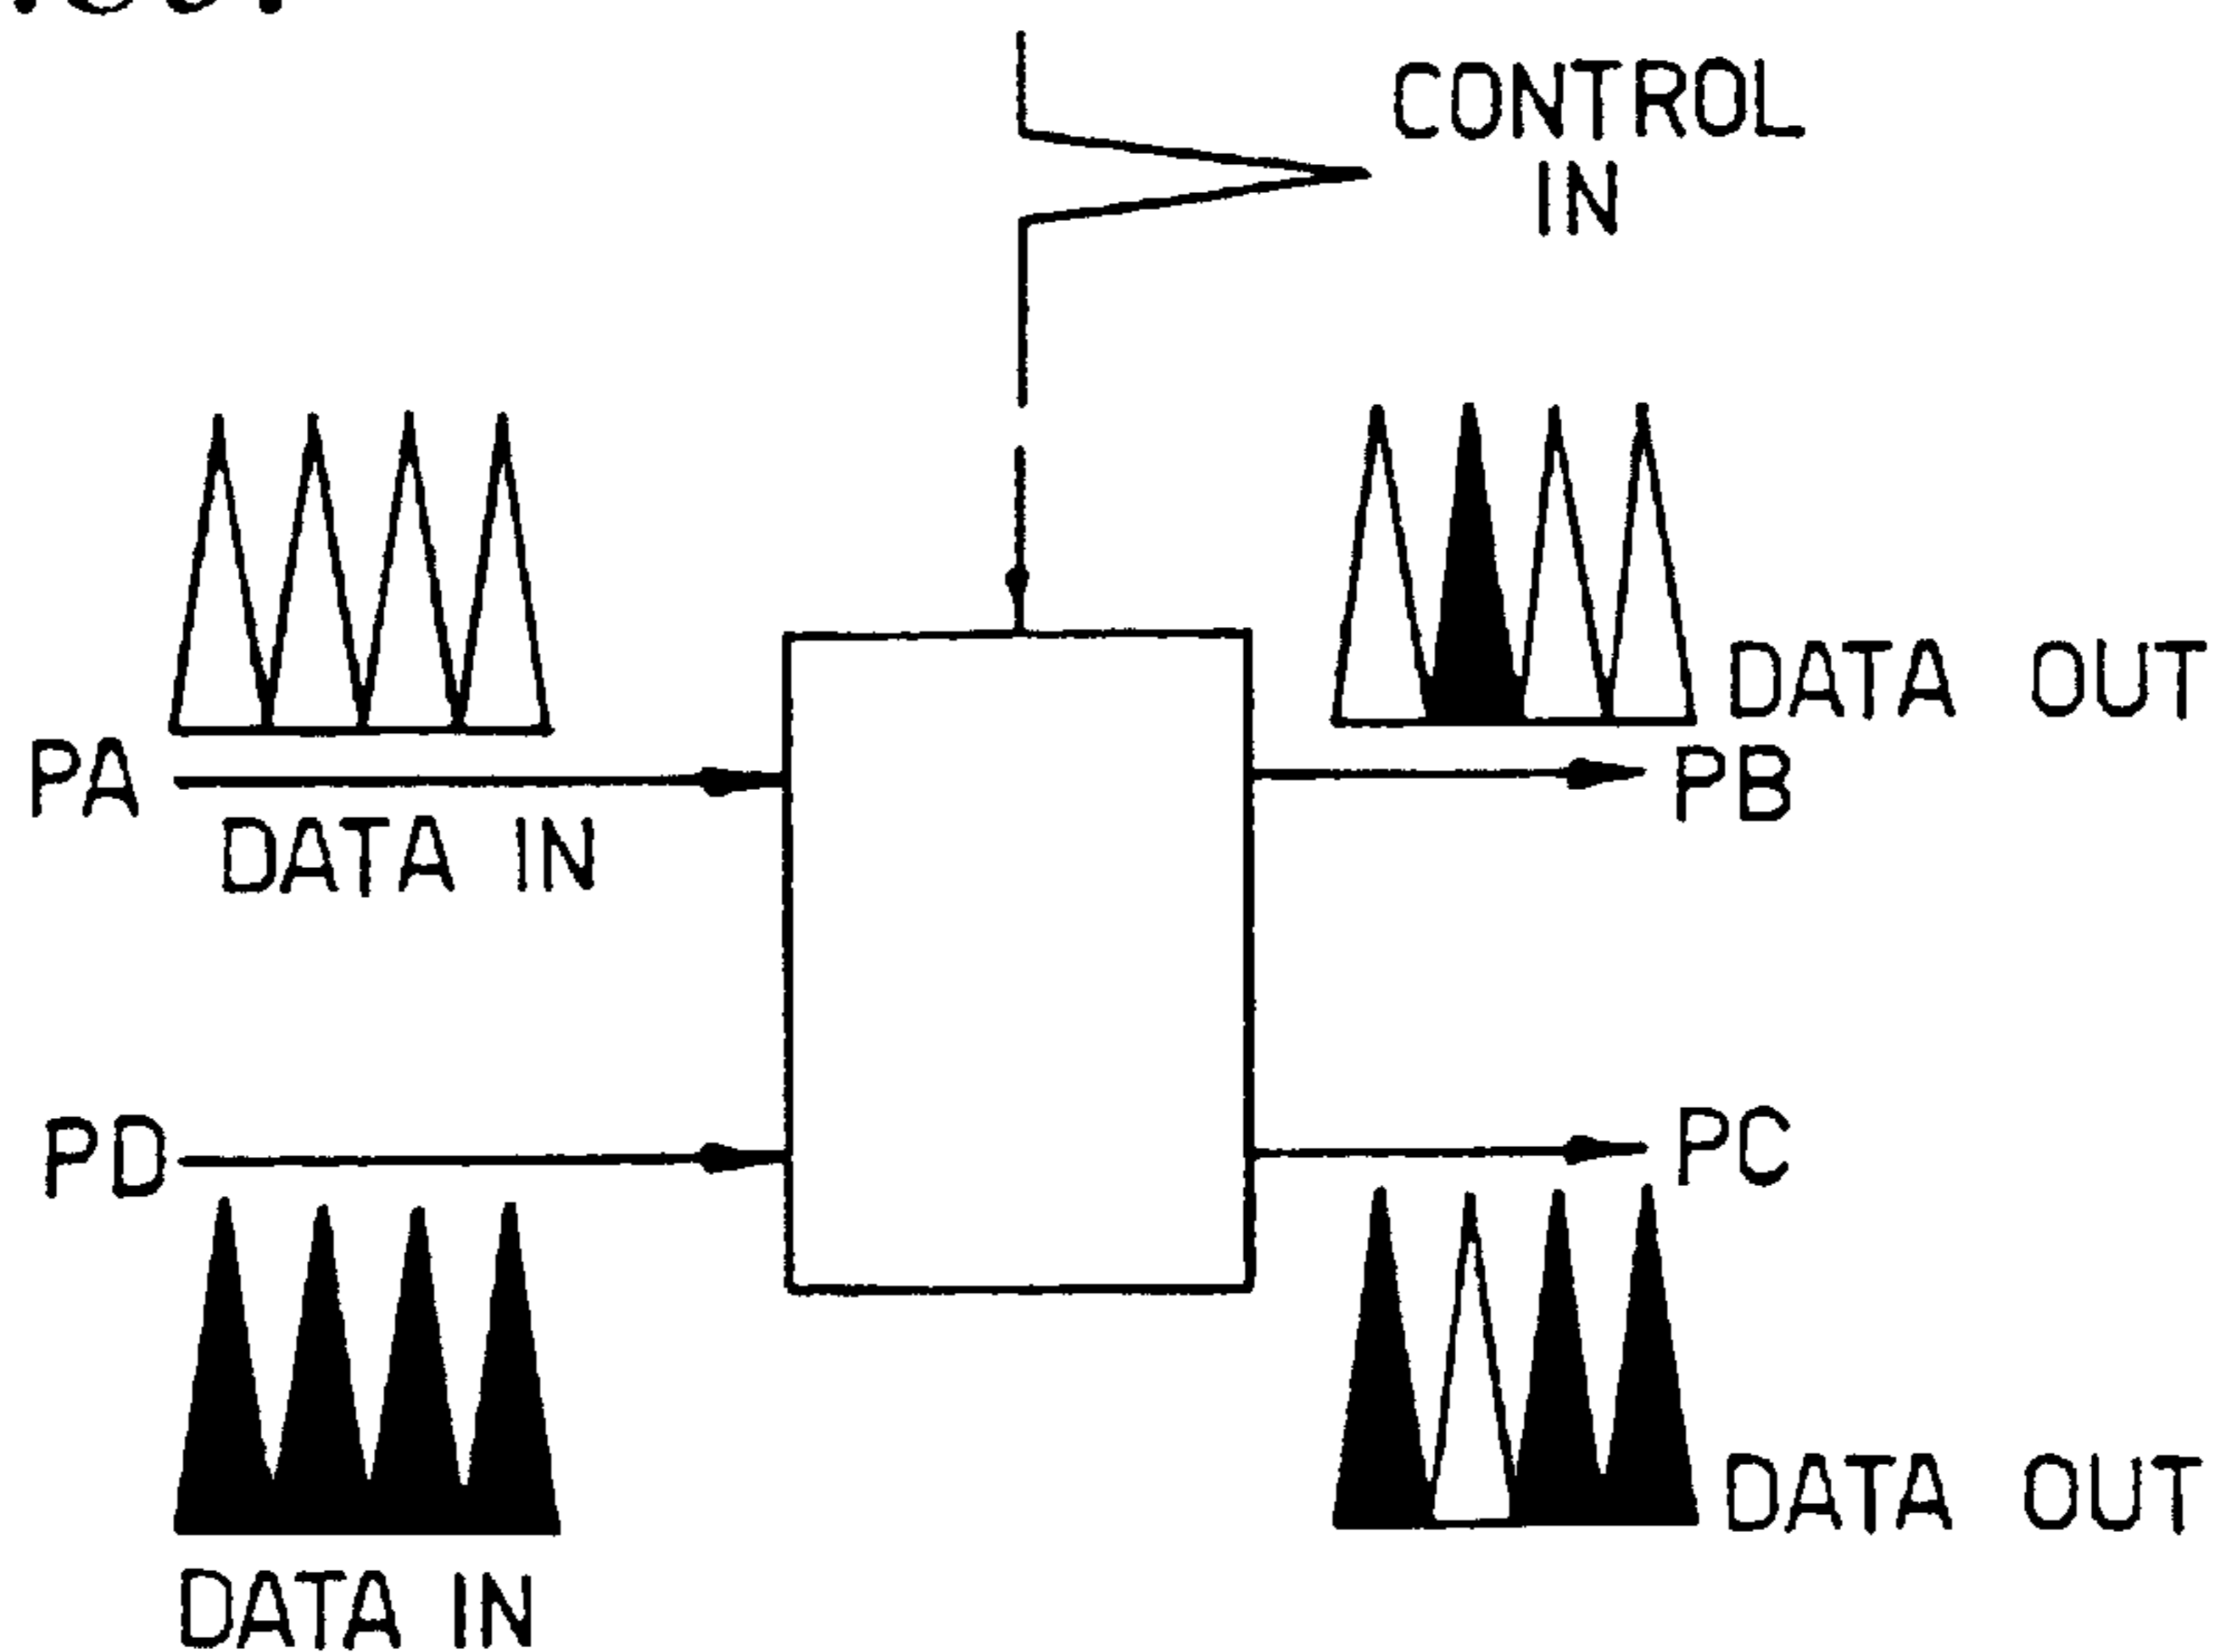 CONTROL
IN
DATA OUT
PA
PB
DATA IN
PD
PC
DATA OUT
DATA IN